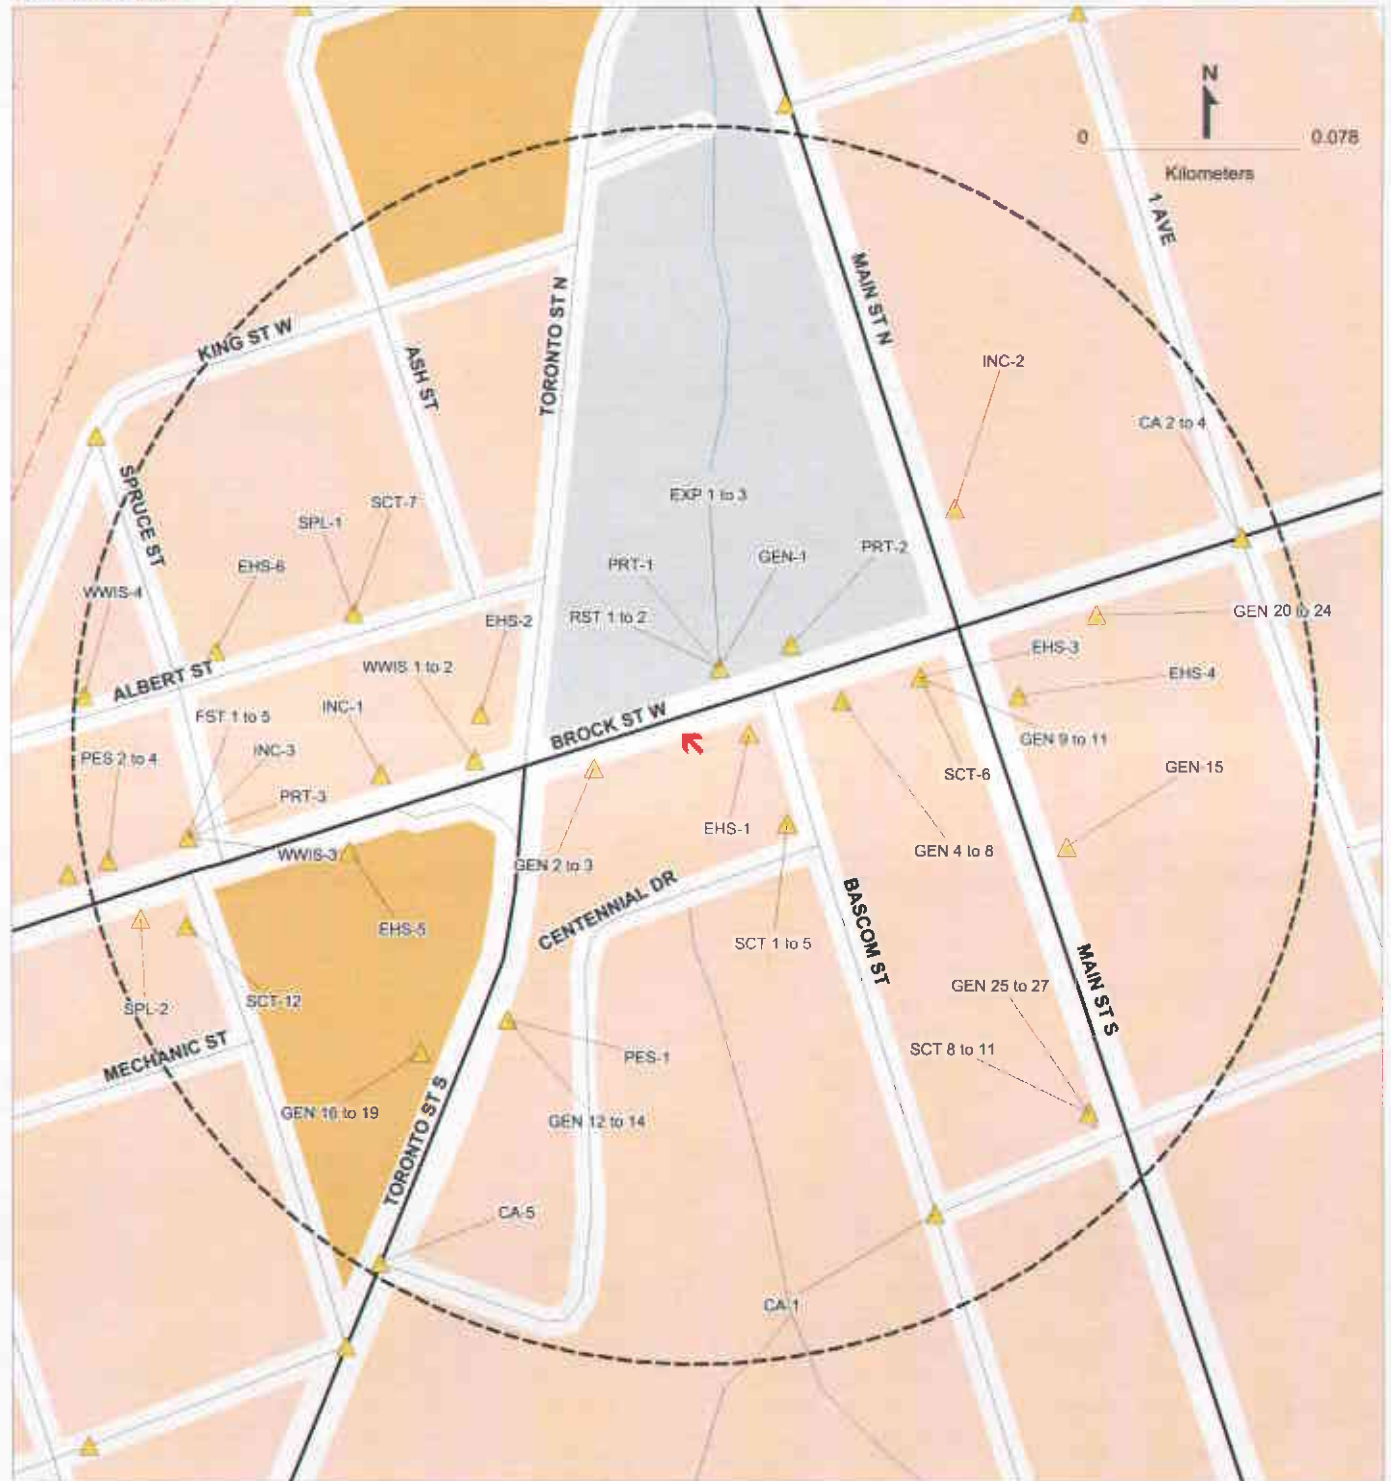 N
0 0.078
Kilometers
1 AVE
MAIN ST N
TORONTO ST N
KING ST W
ASH ST
INC-2
CA 2 to 4
SPRUCE ST
SCT-7
SPL-1
EXP 1 to 3
PRT-1
GEN-1
PRT-2
EHS-6
WWIS-4
RST 1 to 2
EHS-2
GEN 20 to 24
EHS-3
WWIS 1 to 2
EHS-4
ALBERT ST
FST 1 to 5
INC-1
BROCK ST W
GEN 9 to 11
INC-3
PES 2 to 4
SCT-6
GEN-15
PRT-3
EHS-1
WWIS-3
GEN 2 to 3
GEN 4 to 8
CENTENNIAL DR
BASCOM ST
EHS-5
SCT 1 to 5
MAIN ST S
GEN 25 to 27
SCT-12
SPL-2
MECHANIC ST
PES-1
SCT 8 to 11
GEN 16 to 19
GEN 12 to 14
TORONTO ST S
CA-5
CA-1